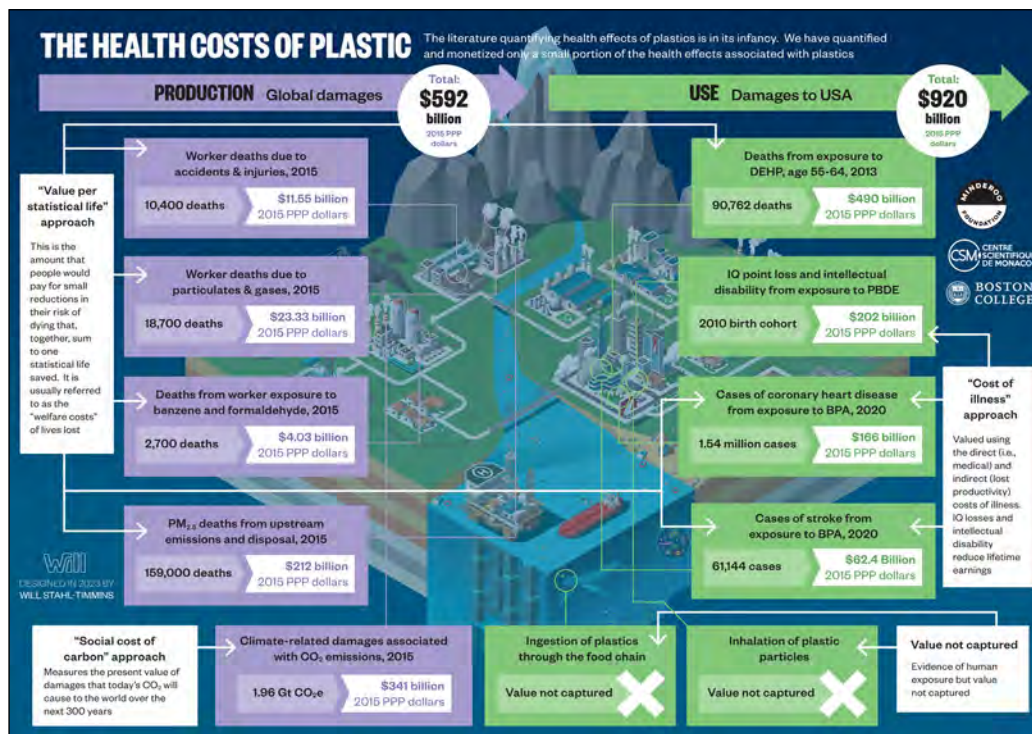 THE HEALTH COSTS OF PLASTIC
The literature quantifying health effects of plastics is in its infancy. We have quantified
and monetized only a small portion of the health effects associated with plastics
PRODUCTION Global damages
Total:
$592
billion
2015 PPP
dollars
USE Damages to USA
Total:
$920
billion
2015 PPP
dollars
"Value per
statistical life"
approach
This is the
amount that
people would
pay for small
reductions in
their risk of
dying that,
together, sum
to one
statistical life
saved. It is
usually referred
to as the
"welfare costs"
of lives lost
Worker deaths due to
accidents & injuries, 2015
10,400 deaths
$11.55 billion
2015 PPP dollars
Worker deaths due to
particulates & gases, 2015
18,700 deaths
$23.33 billion
2015 PPP dollars
Deaths from worker exposure to
benzene and formaldehyde, 2015
2,700 deaths
$4.03 billion
2015 PPP dollars
PM2.5 deaths from upstream
emissions and disposal, 2015
159,000 deaths
$212 billion
2015 PPP dollars
Deaths from exposure to
DEHP, age 55-64, 2013
90,762 deaths
$490 billion
2015 PPP dollars
IQ point loss and intellectual
disability from exposure to PBDE
2010 birth cohort
$202 billion
2015 PPP dollars
Cases of coronary heart disease
from exposure to BPA, 2020
1.54 million cases
$166 billion
2015 PPP dollars
Cases of stroke from
exposure to BPA, 2020
61,144 cases
$62.4 Billion
2015 PPP dollars
MINDEROO
FOUNDATION
CSM
CENTRE
SCIENTIFIQUE
DE MONACO
BOSTON
COLLEGE
"Cost of
illness"
approach
Valued using
the direct (i.e.,
medical) and
indirect (lost
productivity)
costs of illness.
IQ losses and
intellectual
disability
reduce lifetime
earnings
H
Will
DESIGNED IN 2023 BY
WILL STAHL-TIMMINS
"Social cost of
carbon" approach
Measures the present value of
damages that today's CO2 will
cause to the world over the
next 300 years
Climate-related damages associated
with CO2 emissions, 2015
1.96 Gt CO2e
$341 billion
2015 PPP dollars
Ingestion of plastics
through the food chain
Value not captured
Inhalation of plastic
particles
Value not captured
Value not captured
Evidence of human
exposure but value
not captured